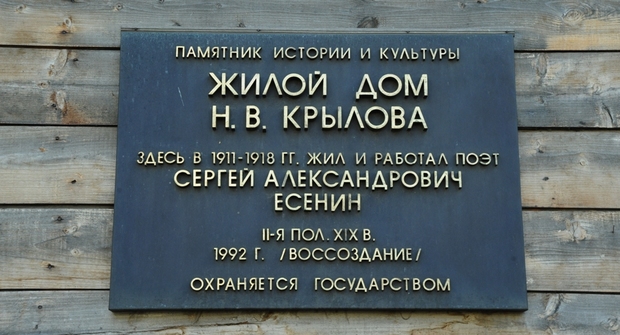 ПАМЯТНИК ИСТОРИИ И КУЛЬТУРЫ
ЖИЛОЙ ДОМ
Н. В. КРЫЛОВА
ЗДЕСЬ В 1911-1918 ГГ. ЖИЛ И РАБОТАЛ ПОЭТ
СЕРГЕЙ АЛЕКСАНДРОВИЧ
ЕСЕНИН
II-Я ПОЛ. XIX В.
1992 Г. /ВОССОЗДАНИЕ/
ОХРАНЯЕТСЯ ГОСУДАРСТВОМ